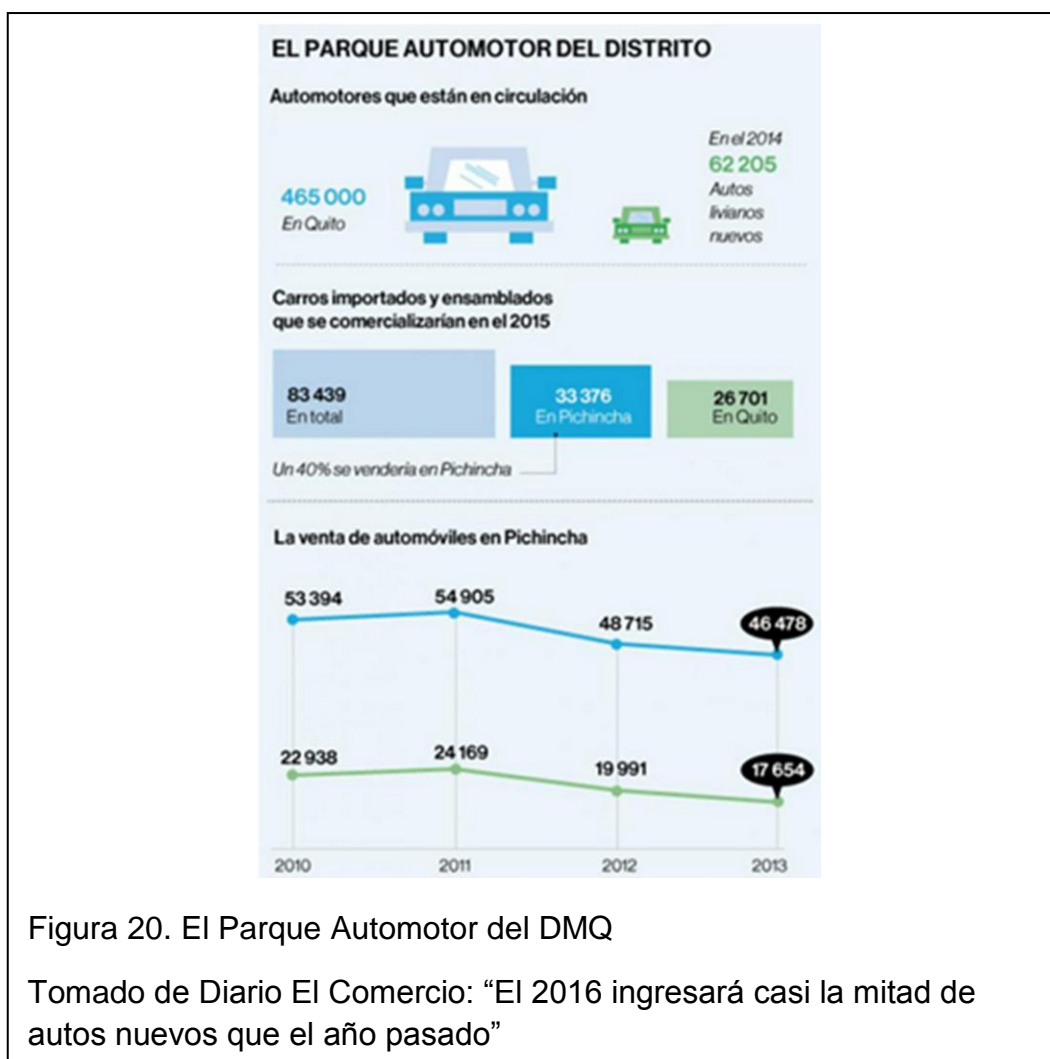 EL PARQUE AUTOMOTOR DEL DISTRITO
Automotores que están en circulación
465 000
En Quito
En el 2014
62 205
Autos
livianos
nuevos
Carros importados y ensamblados
que se comercializarían en el 2015
83 439
En total
33 376
En Pichincha
26 701
En Quito
Un 40% se vendería en Pichincha
La venta de automóviles en Pichincha
53 394
54 905
48 715
46 478
22 938
24 169
19 991
17 654
2010
2011
2012
2013
Figura 20. El Parque Automotor del DMQ
Tomado de Diario El Comercio: “El 2016 ingresará casi la mitad de
autos nuevos que el año pasado”